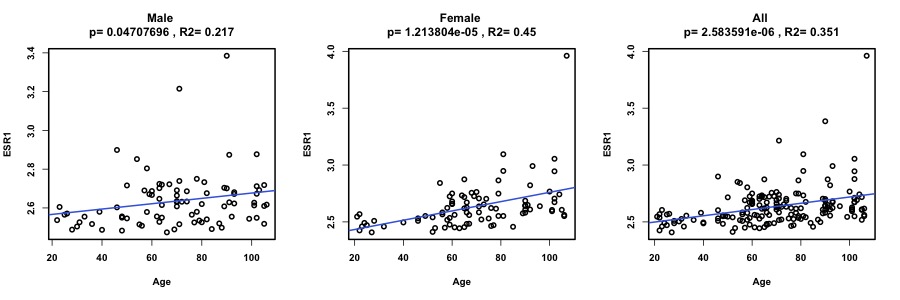 Male
p= 0.04707696 , R2= 0.217
ESR1
3.4
3.2
3.0
2.8
2.6
20 40 60 80 100
Age
Female
p= 1.213804e-05 , R2= 0.45
ESR1
4.0
3.5
3.0
2.5
20 40 60 80 100
Age
All
p= 2.583591e-06 , R2= 0.351
ESR1
4.0
3.5
3.0
2.5
20 40 60 80 100
Age